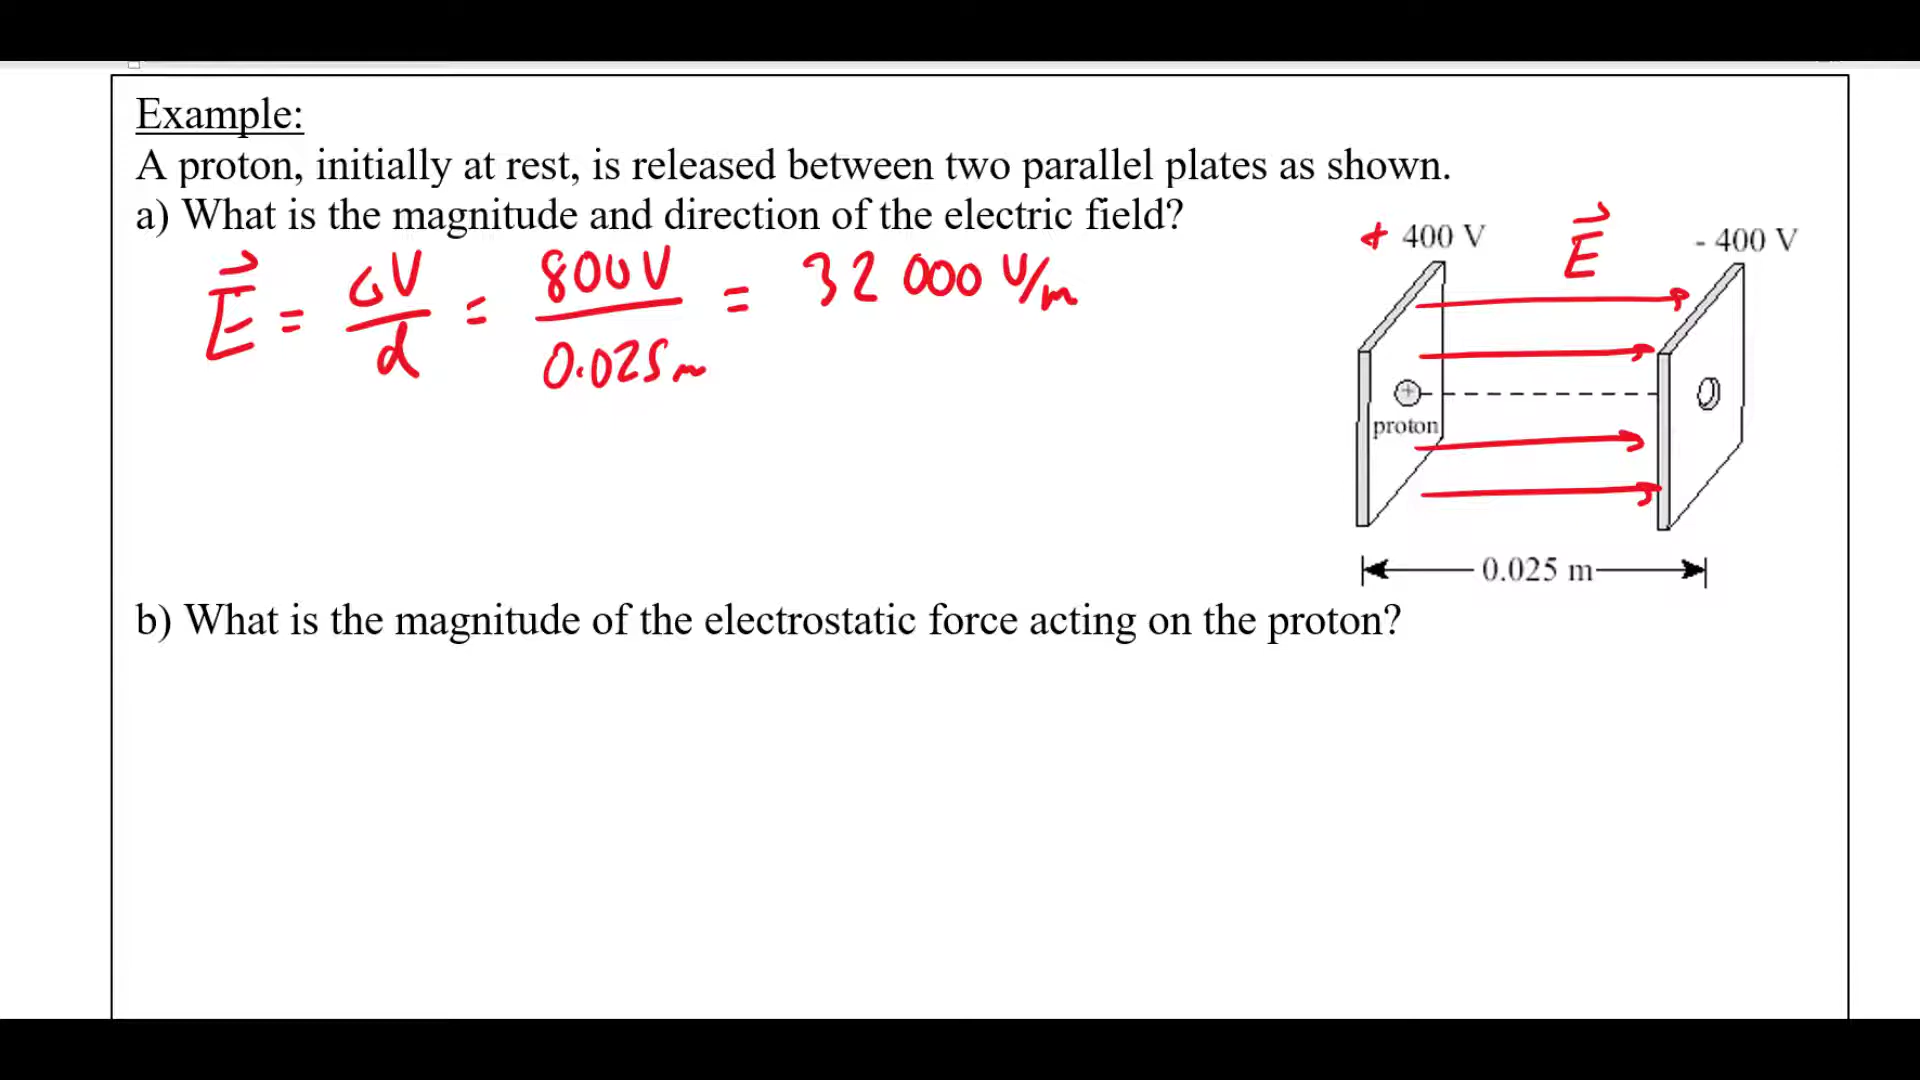 Example:
A proton, initially at rest, is released between two parallel plates as shown.
a) What is the magnitude and direction of the electric field?
E⃗ = ΔV/d = 800V/0.025m = 32 000 V/m
+ 400 V
E⃗
- 400 V
+
proton
0.025 m
b) What is the magnitude of the electrostatic force acting on the proton?